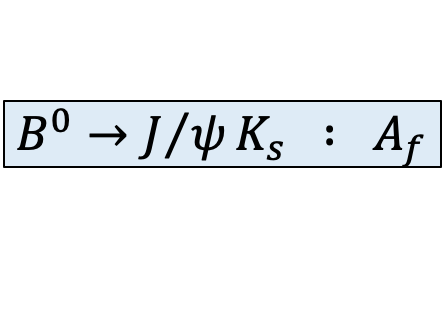 B⁰ → J/ψ Kₛ : A_f